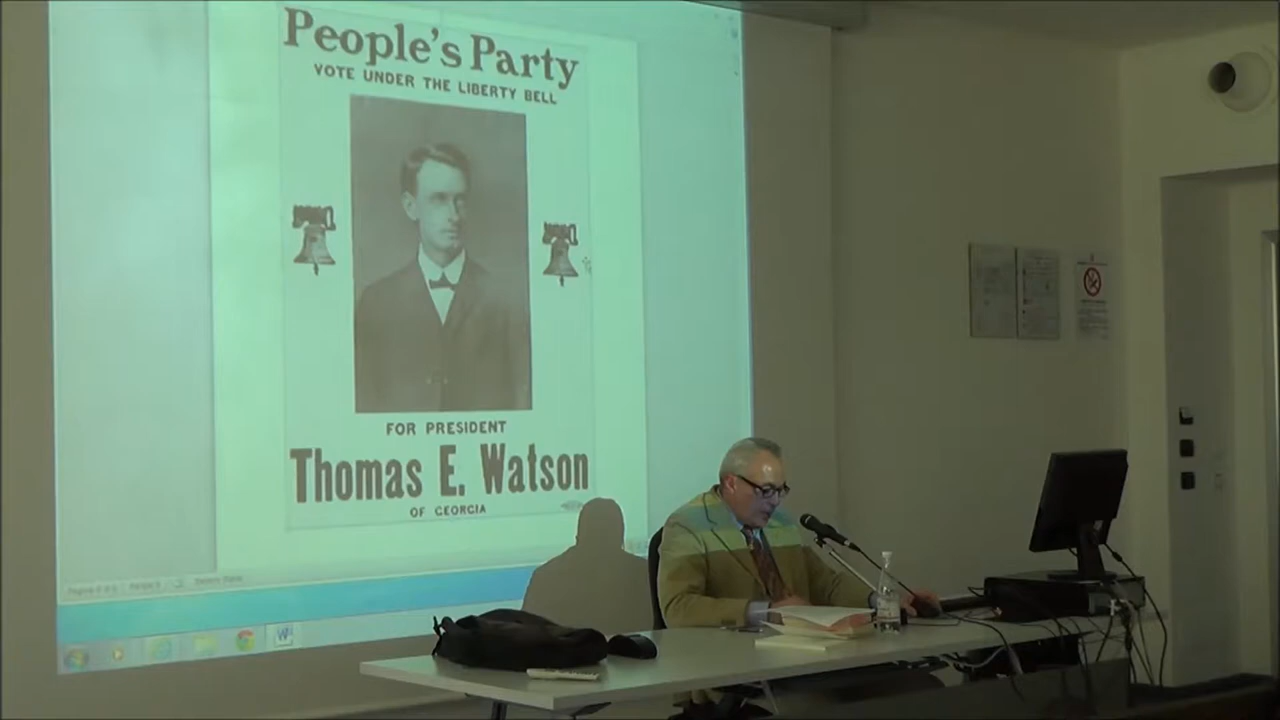 People's Party
VOTE UNDER THE LIBERTY BELL
FOR PRESIDENT
Thomas E. Watson
OF GEORGIA
W